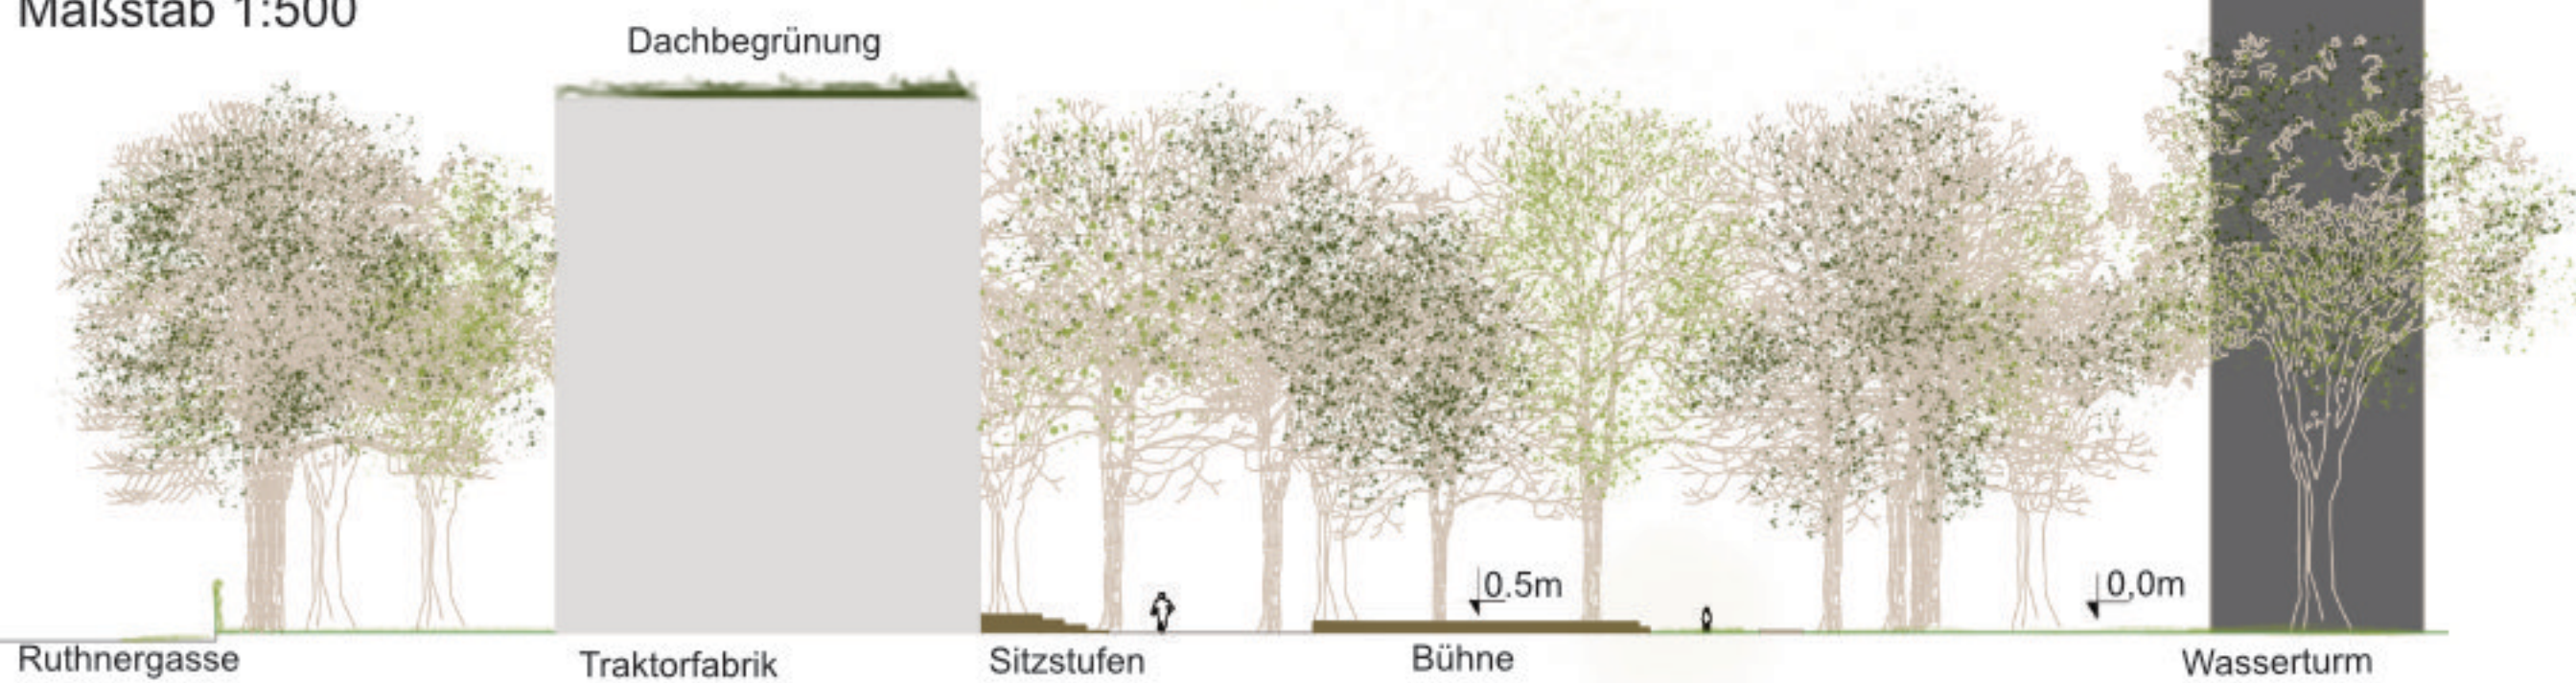 Maßstab 1:500
Dachbegrünung
0.5m
0,0m
Ruthnergasse
Traktorfabrik
Sitzstufen
Bühne
Wasserturm